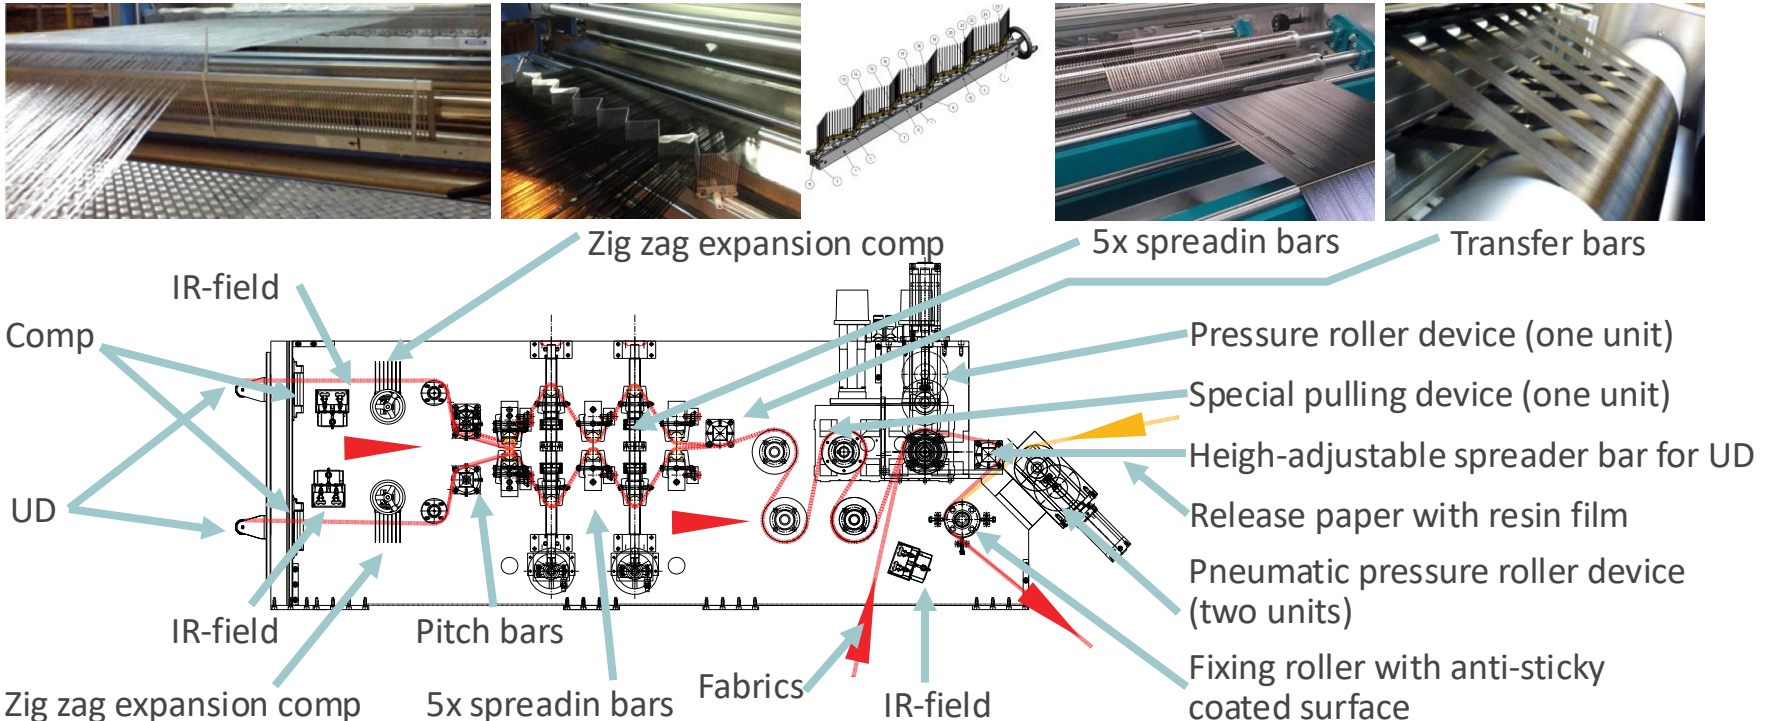 Zig zag expansion comp
5x spreadin bars
Transfer bars
IR-field
Comp
Pressure roller device (one unit)
Special pulling device (one unit)
Heigh-adjustable spreader bar for UD
UD
Release paper with resin film
Pneumatic pressure roller device
(two units)
IR-field
Pitch bars
Fixing roller with anti-sticky
coated surface
Zig zag expansion comp
5x spreadin bars
Fabrics
IR-field